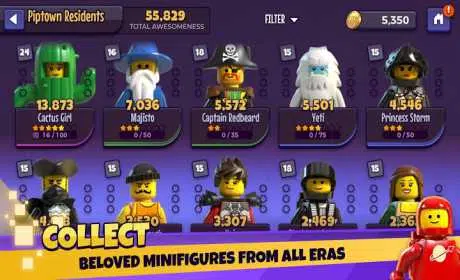 Piptown Residents
55,829
TOTAL AWESOMENESS
FILTER
5,350
24
16
18
15
15
13,873
7,036
5,572
5,501
4,546
Cactus Girl
Majisto
Captain Redbeard
Yeti
Princess Storm
16 / 100
0 / 50
0 / 35
0 / 75
0 / 50
15
15
15
15
15
3,307
2,469
COLLECT
BELOVED MINIFIGURES FROM ALL ERAS